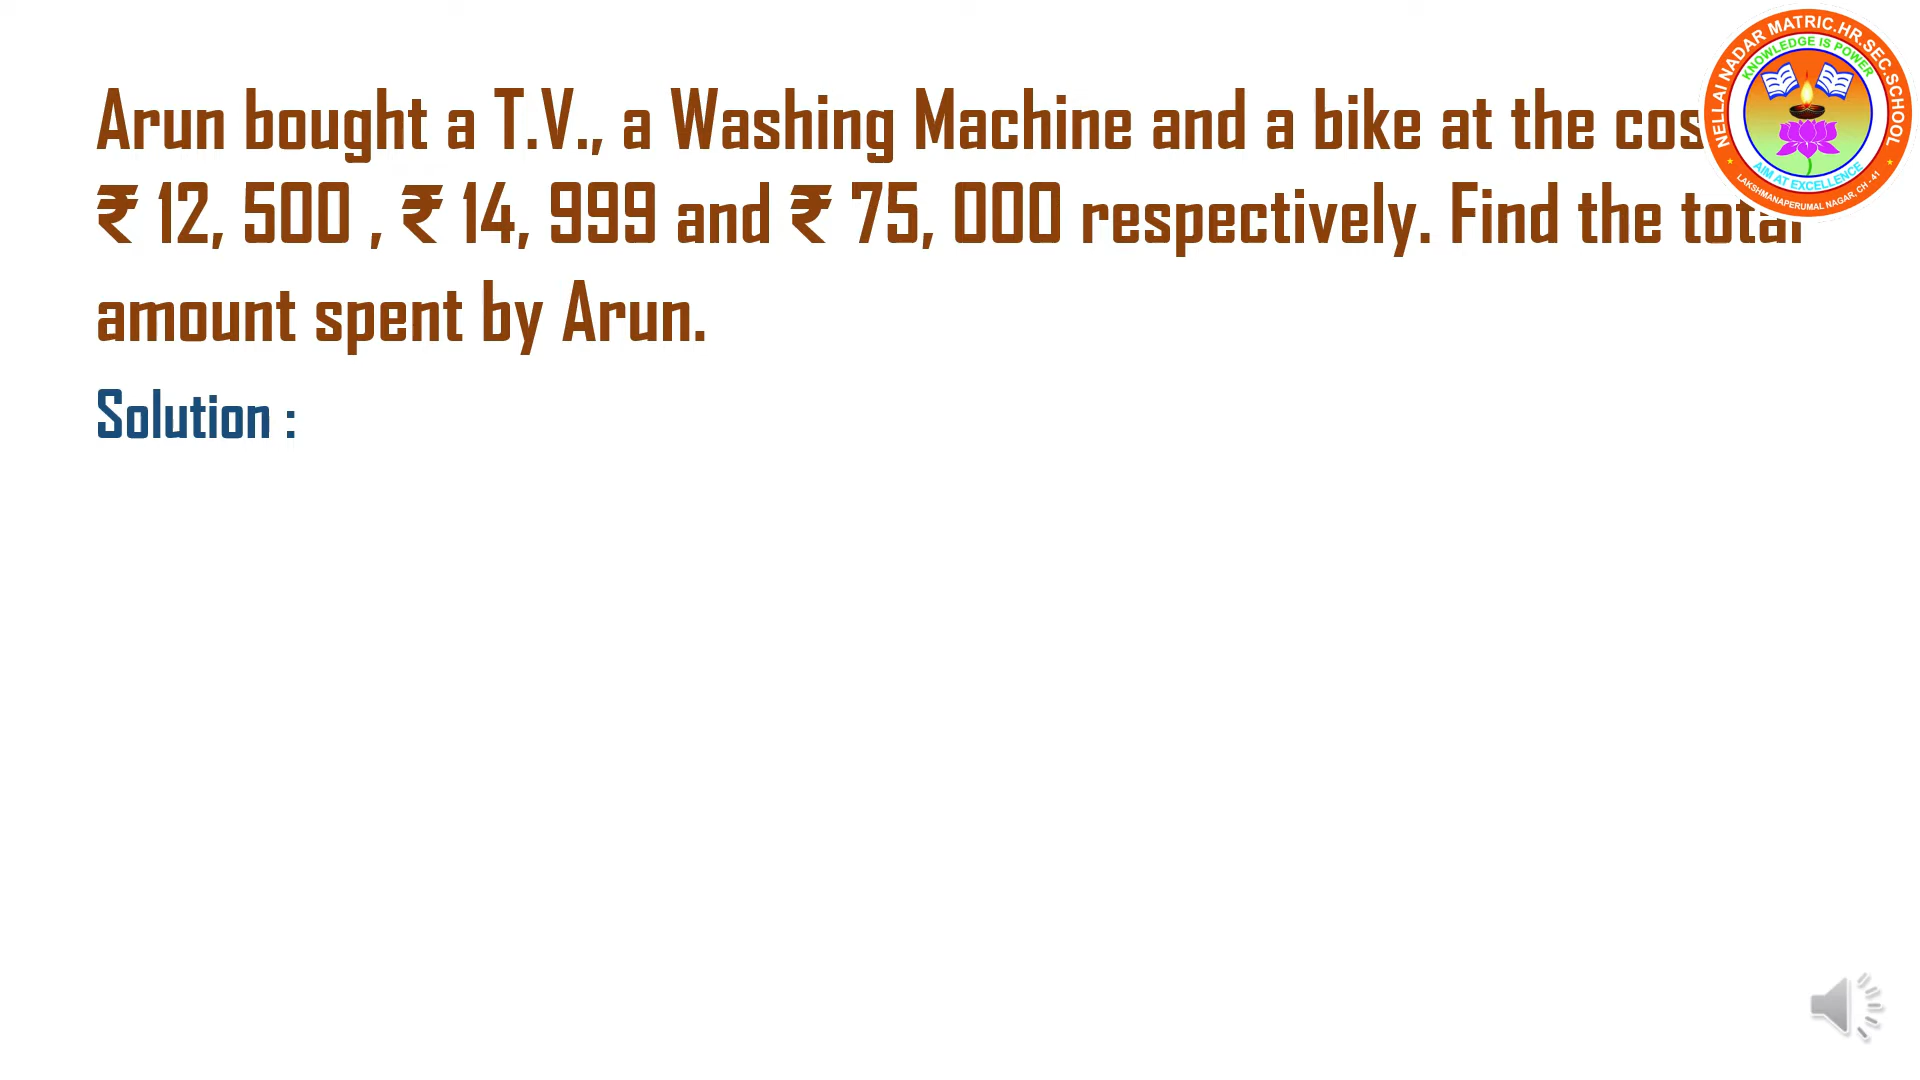 Arun bought a T.V., a Washing Machine and a bike at the
₹ 12, 500 , ₹ 14, 999 and ₹ 75, 000 respectively. Find the total
amount spent by Arun.
Solution :
NELLAI NADAR MATRIC.HR.SEC.SCHOOL
KNOWLEDGE IS POWER
AIM AT EXCELLENCE
LAKSHMANAPERUMAL NAGAR, CH - 41